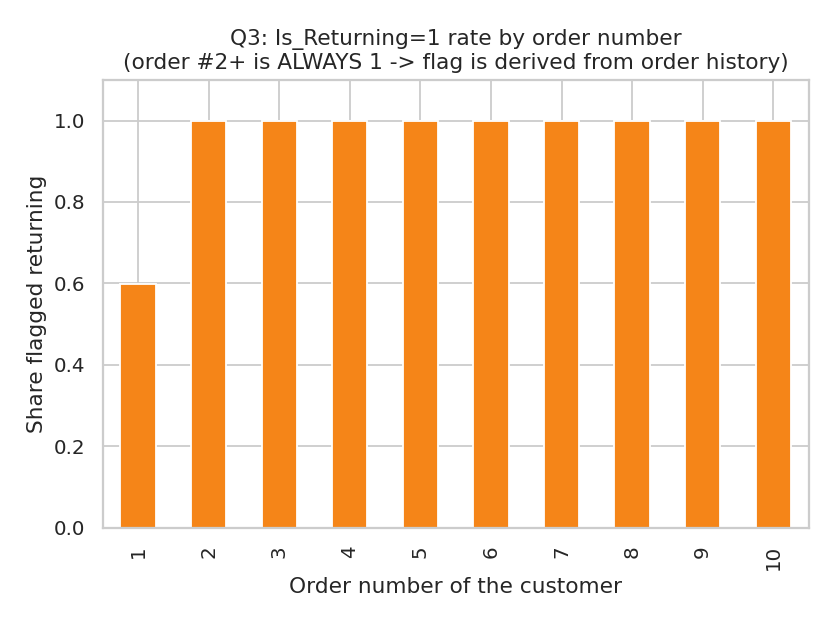 Q3: Is_Returning=1 rate by order number
(order #2+ is ALWAYS 1 -> flag is derived from order history)
Share flagged returning
1.0
0.8
0.6
0.4
0.2
0.0
1 2 3 4 5 6 7 8 9 10
Order number of the customer